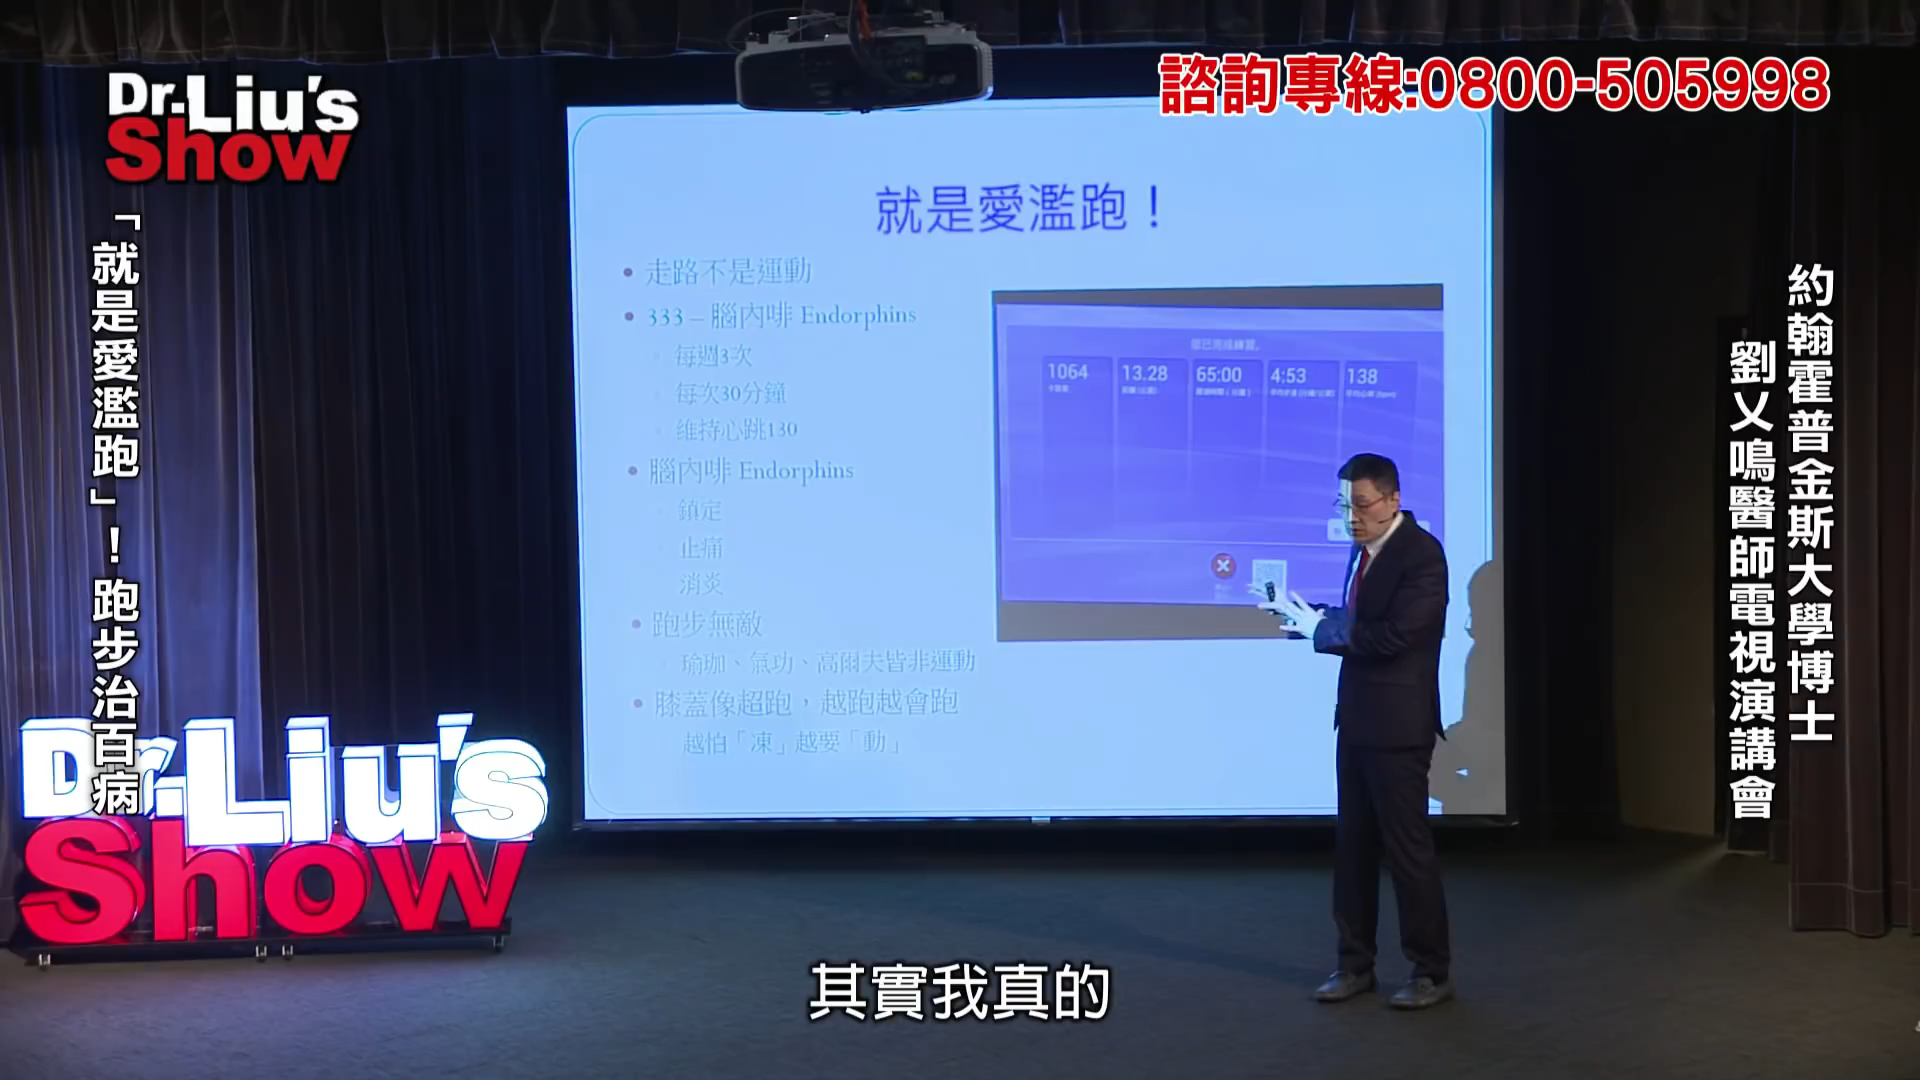 Dr.Liu's
Show
諮詢專線:0800-505998
「就是愛濫跑」！跑步治百病
約翰霍普金斯大學博士
劉乂鳴醫師電視演講會
就是愛濫跑！
• 走路不是運動
• 333 – 腦內啡 Endorphins
每週3次
每次30分鐘
維持心跳130
• 腦內啡 Endorphins
鎮定
止痛
消炎
• 跑步無敵
瑜珈、氣功、高爾夫皆非運動
• 膝蓋像超跑，越跑越會跑
越怕「凍」越要「動」
您已完成練習。
1064
13.28
65:00
4:53
138
Dr.Liu's
Show
其實我真的